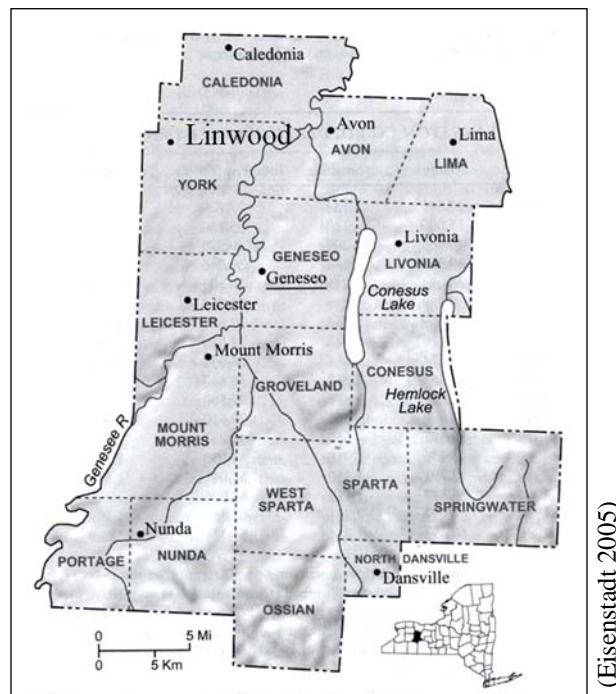 Caledonia
CALEDONIA
Linwood
Avon
AVON
Lima
LIMA
YORK
GENESEO
Geneseo
Livonia
LIVONIA
Conesus
Lake
Leicester
LEICESTER
Mount Morris
GROVELAND
CONESUS
Hemlock
Lake
Genesee R
MOUNT
MORRIS
WEST
SPARTA
SPARTA
SPRINGWATER
Nunda
PORTAGE
NUNDA
NORTH DANSVILLE
Dansville
OSSIAN
0 5 Mi
0 5 Km
(Eisenstadt 2005)